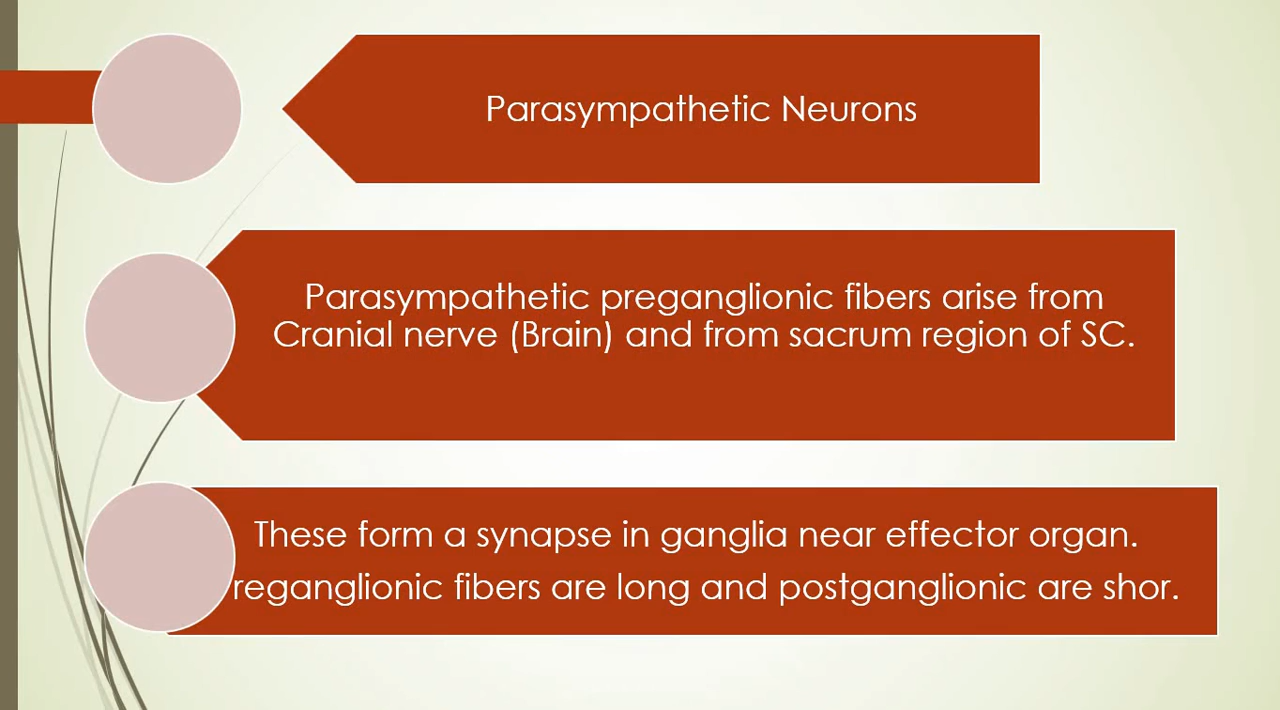 Parasympathetic Neurons
Parasympathetic preganglionic fibers arise from
Cranial nerve (Brain) and from sacrum region of SC.
These form a synapse in ganglia near effector organ.
reganglionic fibers are long and postganglionic are shor.